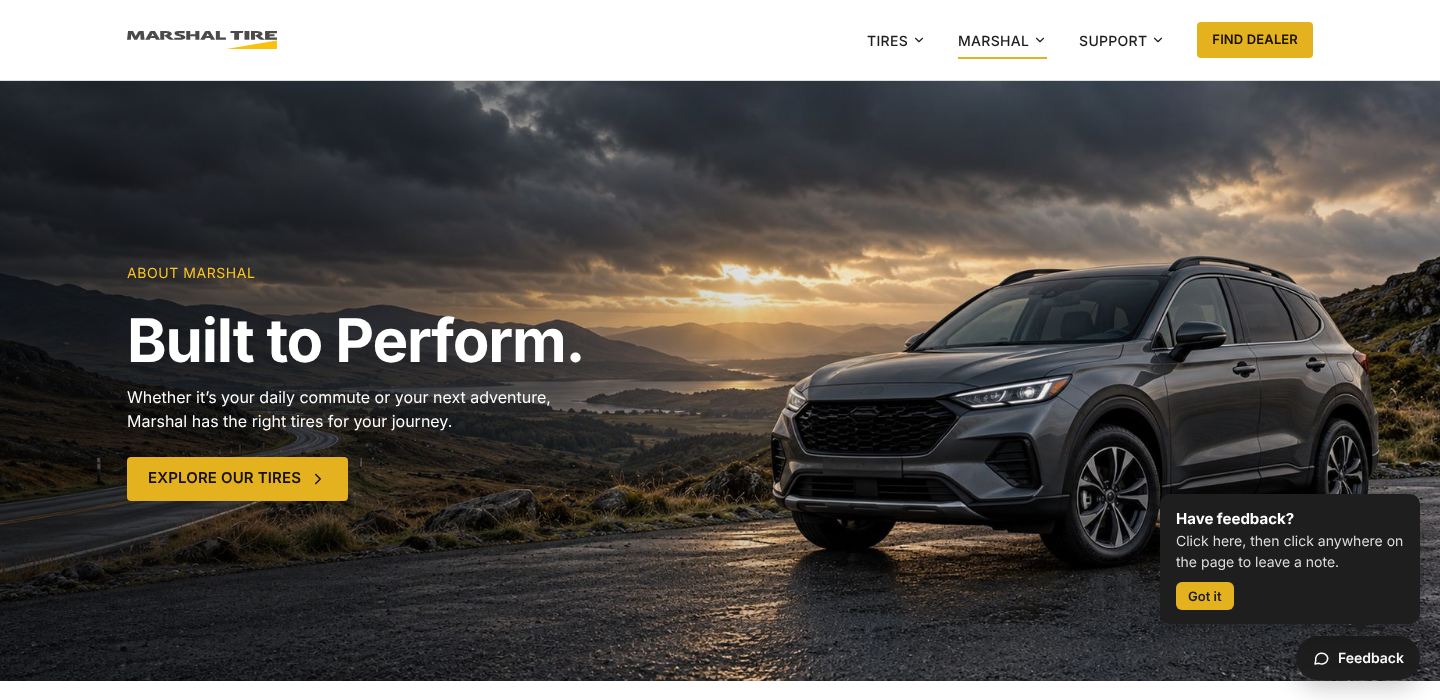 MARSHAL TIRE
TIRES
MARSHAL
SUPPORT
FIND DEALER
ABOUT MARSHAL
Built to Perform.
Whether it’s your daily commute or your next adventure,
Marshal has the right tires for your journey.
EXPLORE OUR TIRES
Have feedback?
Click here, then click anywhere on
the page to leave a note.
Got it
Feedback